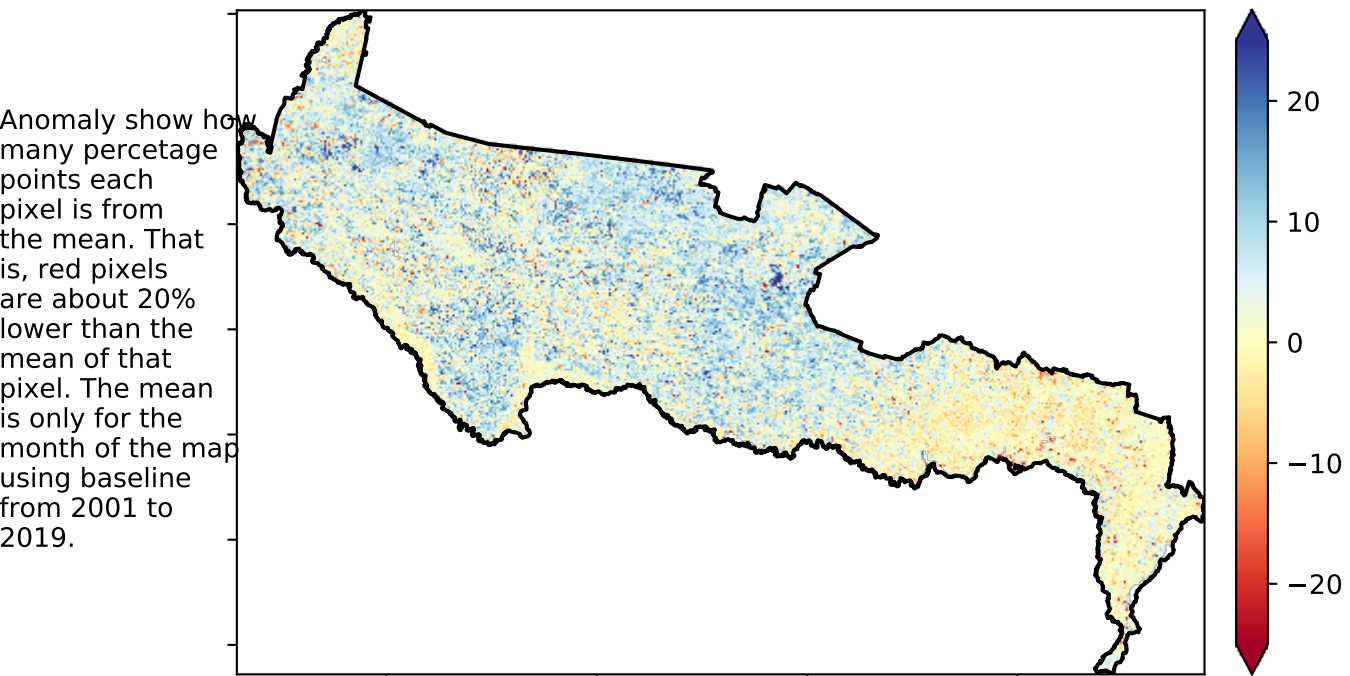 Anomaly show how
many percetage
points each
pixel is from
the mean. That
is, red pixels
are about 20%
lower than the
mean of that
pixel. The mean
is only for the
month of the map
using baseline
from 2001 to
2019.
20
10
0
−10
−20